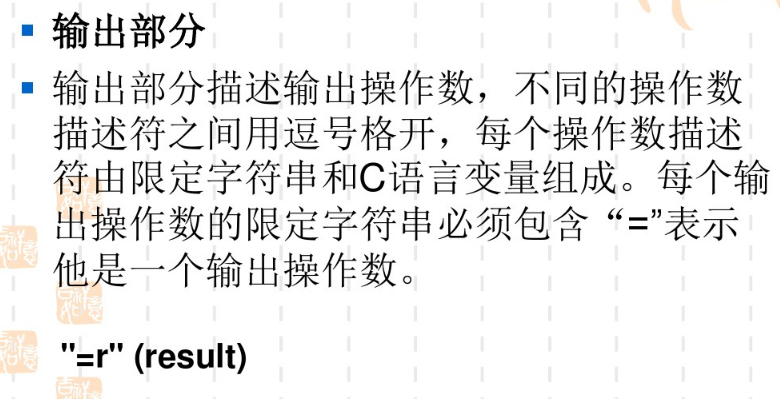 输出部分
输出部分描述输出操作数，不同的操作数
描述符之间用逗号格开，每个操作数描述
符由限定字符串和C语言变量组成。每个输
出操作数的限定字符串必须包含“=”表示
他是一个输出操作数。
"=r" (result)